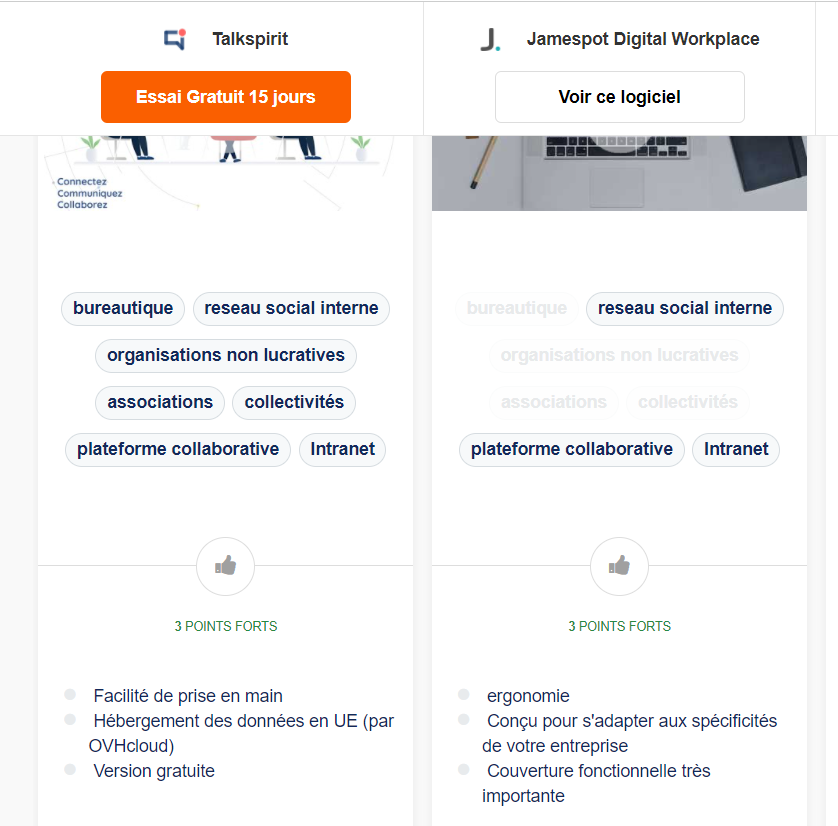 Talkspirit
Essai Gratuit 15 jours
Connectez
Communiquez
Collaborez
bureautique
reseau social interne
organisations non lucratives
associations
collectivités
plateforme collaborative
Intranet
3 POINTS FORTS
Facilité de prise en main
Hébergement des données en UE (par
OVHcloud)
Version gratuite
Jamespot Digital Workplace
Voir ce logiciel
bureautique
reseau social interne
organisations non lucratives
associations
collectivités
plateforme collaborative
Intranet
3 POINTS FORTS
ergonomie
Conçu pour s'adapter aux spécificités
de votre entreprise
Couverture fonctionnelle très
importante